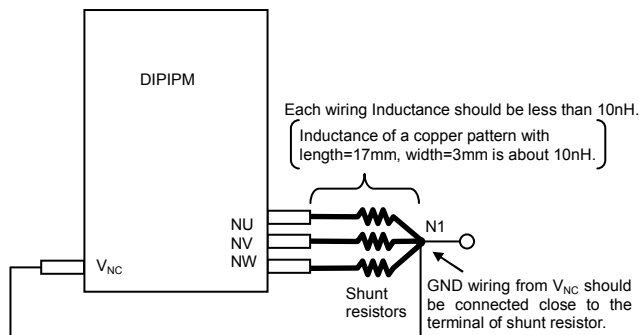 DIPIPM
Each wiring Inductance should be less than 10nH.
Inductance of a copper pattern with
length=17mm, width=3mm is about 10nH.
NU
NV
NW
N1
VNC
Shunt
resistors
GND wiring from VNC should
be connected close to the
terminal of shunt resistor.